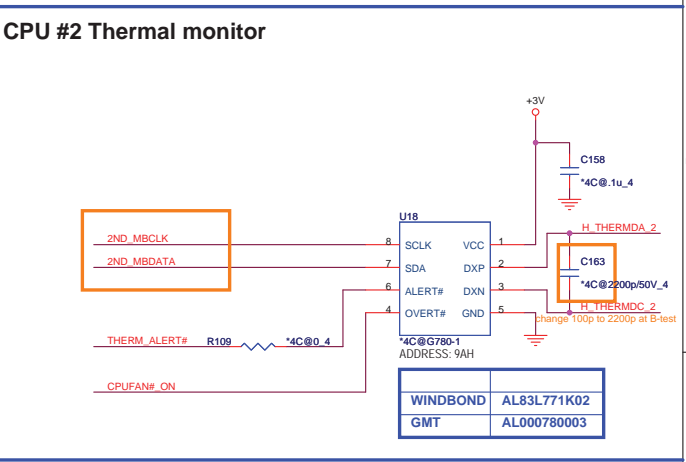 CPU #2 Thermal monitor
+3V
C158
*4C@.1u_4
U18
2ND_MBCLK
8 SCLK VCC 1
H_THERMDA_2
2ND_MBDATA
7 SDA DXP 2
C163
*4C@2200p/50V_4
6 ALERT# DXN 3
H_THERMDC_2
4 OVERT# GND 5
change 100p to 2200p at B-test
THERM_ALERT# R109 *4C@0_4
*4C@G780-1
ADDRESS: 9AH
CPUFAN#_ON
WINDBOND AL83L771K02
GMT AL000780003